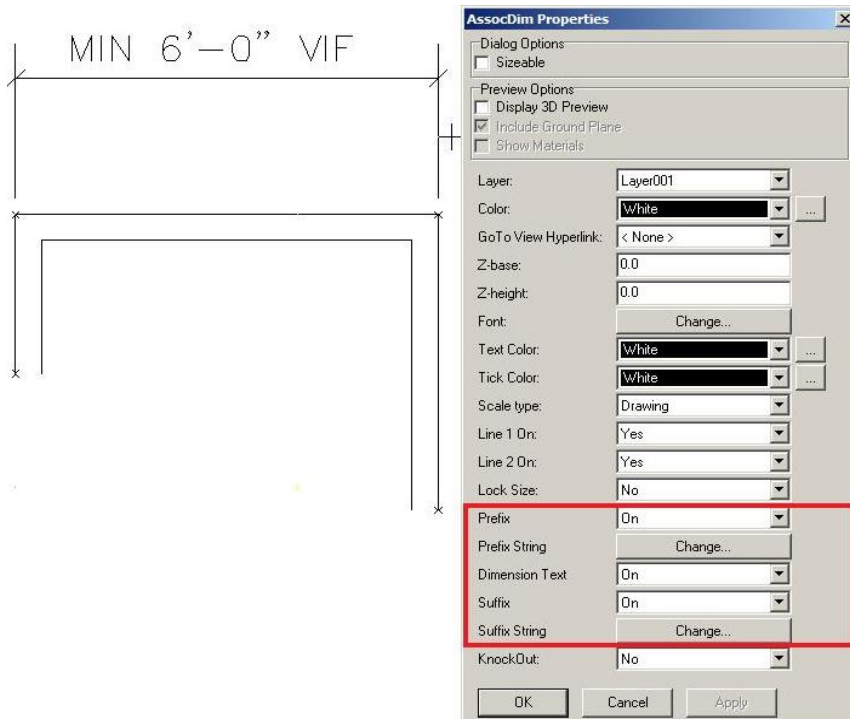 MIN 6'-0" VIF
AssocDim Properties
Dialog Options
Sizeable
Preview Options
Display 3D Preview
Include Ground Plane
Show Materials
Layer: Layer001
Color: White ...
GoTo View Hyperlink: < None >
Z-base: 0.0
Z-height: 0.0
Font: Change...
Text Color: White ...
Tick Color: White ...
Scale type: Drawing
Line 1 On: Yes
Line 2 On: Yes
Lock Size: No
Prefix On
Prefix String Change...
Dimension Text On
Suffix On
Suffix String Change...
KnockOut: No
OK Cancel Apply